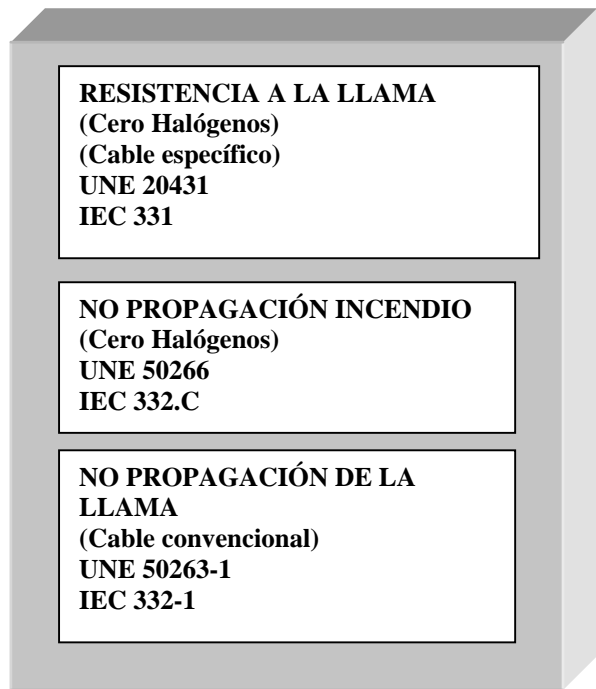 RESISTENCIA A LA LLAMA
(Cero Halógenos)
(Cable específico)
UNE 20431
IEC 331
NO PROPAGACIÓN INCENDIO
(Cero Halógenos)
UNE 50266
IEC 332.C
NO PROPAGACIÓN DE LA
LLAMA
(Cable convencional)
UNE 50263-1
IEC 332-1